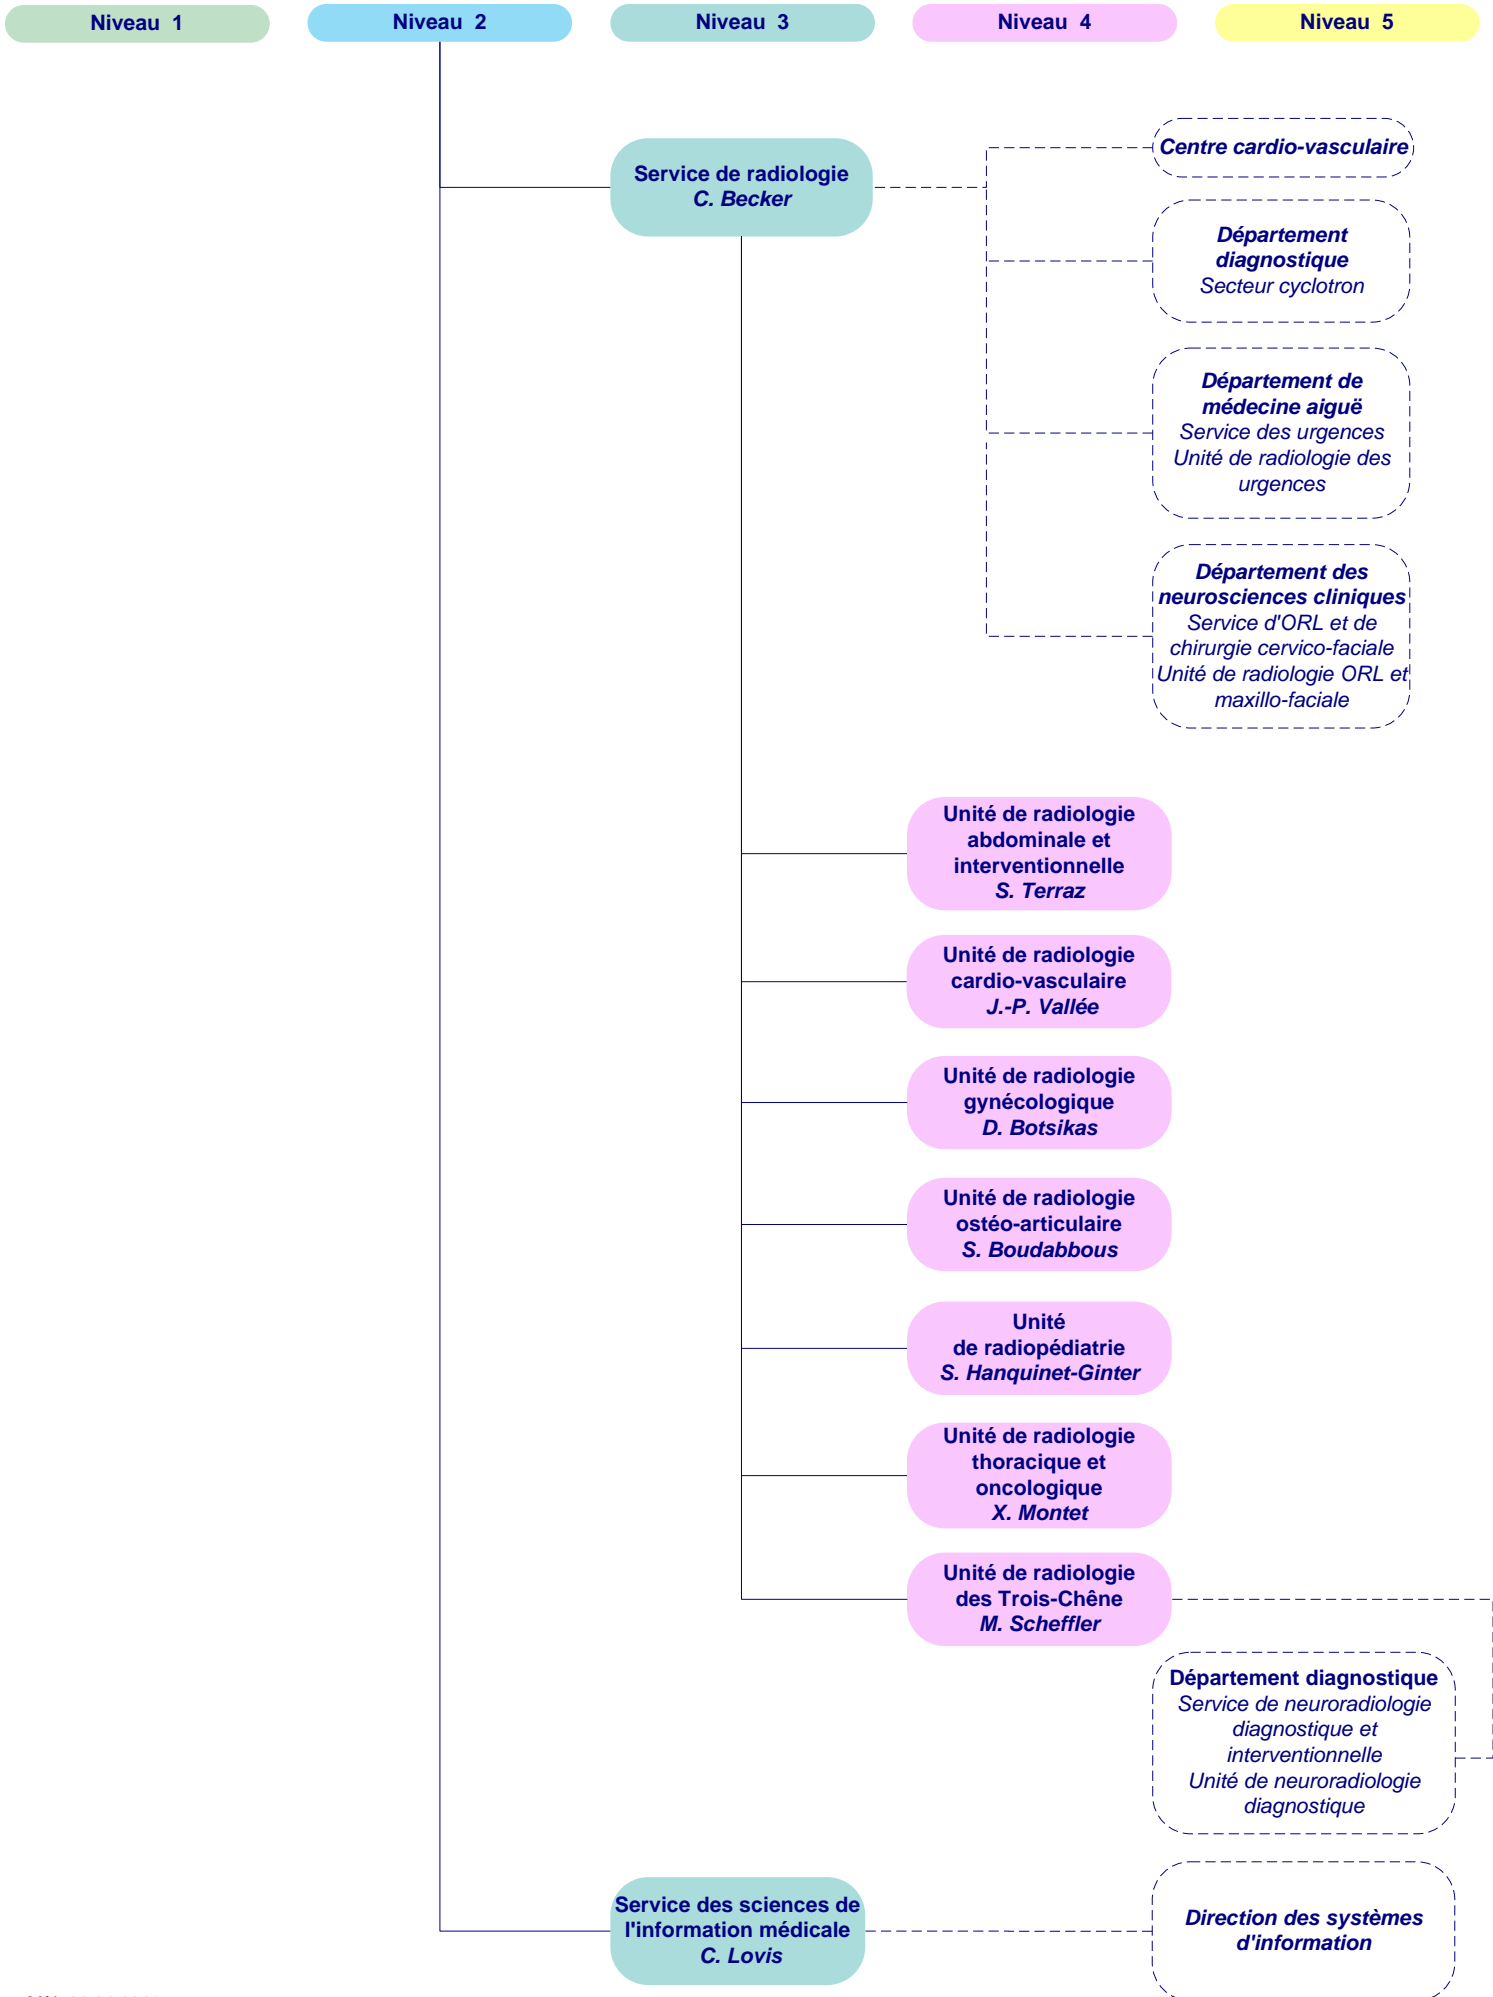 Niveau 1
Niveau 2
Niveau 3
Niveau 4
Niveau 5
Service de radiologie
C. Becker
Centre cardio-vasculaire
Département
diagnostique
Secteur cyclotron
Département de
médecine aiguë
Service des urgences
Unité de radiologie des
urgences
Département des
neurosciences cliniques
Service d'ORL et de
chirurgie cervico-faciale
Unité de radiologie ORL et
maxillo-faciale
Unité de radiologie
abdominale et
interventionnelle
S. Terraz
Unité de radiologie
cardio-vasculaire
J.-P. Vallée
Unité de radiologie
gynécologique
D. Botsikas
Unité de radiologie
ostéo-articulaire
S. Boudabbous
Unité
de radiopédiatrie
S. Hanquinet-Ginter
Unité de radiologie
thoracique et
oncologique
X. Montet
Unité de radiologie
des Trois-Chêne
M. Scheffler
Département diagnostique
Service de neuroradiologie
diagnostique et
interventionnelle
Unité de neuroradiologie
diagnostique
Service des sciences de
l'information médicale
C. Lovis
Direction des systèmes
d'information